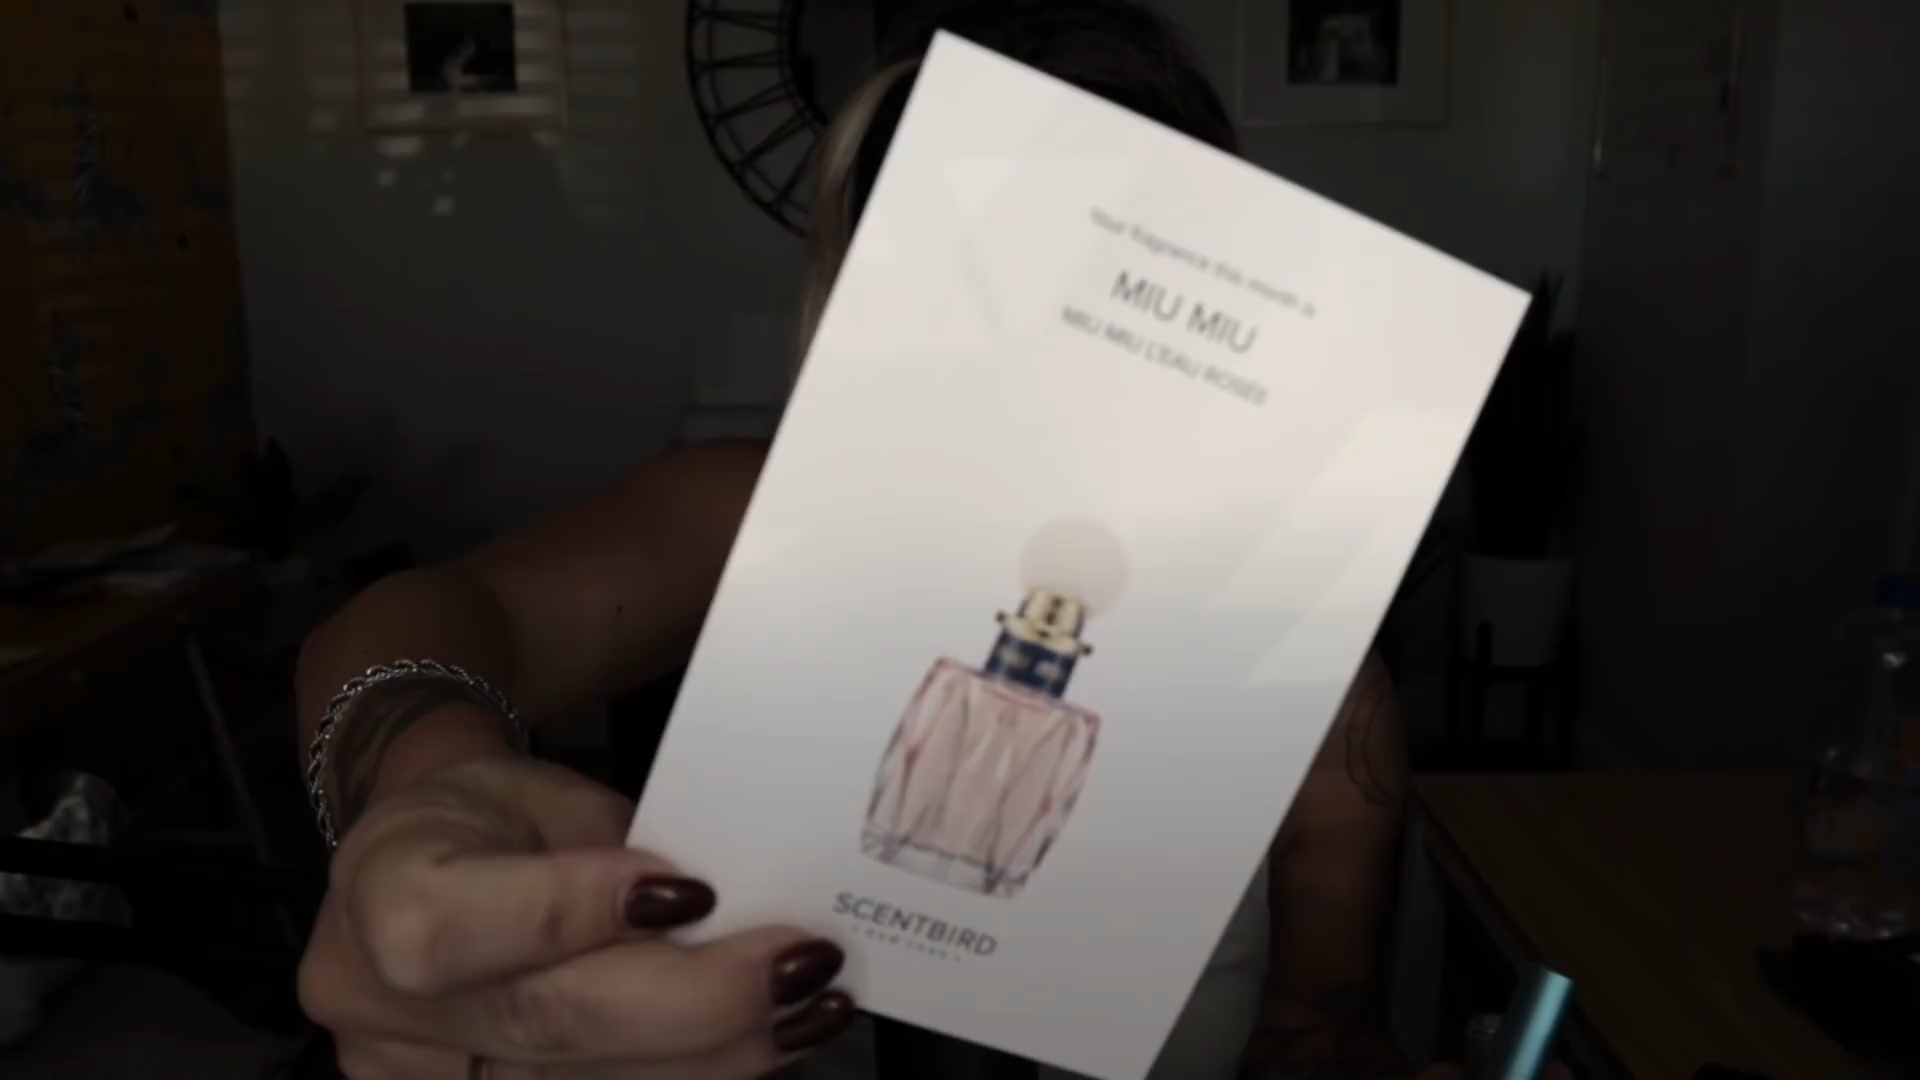 Your fragrance this month is
MIU MIU
MIU MIU L'EAU ROSÉE
SCENTBIRD
• NEW YORK •